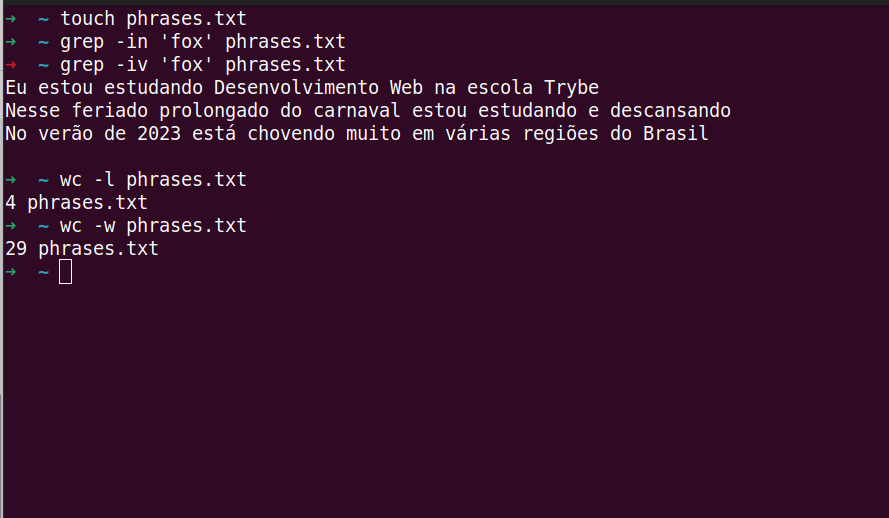 ➜  ~ touch phrases.txt
➜  ~ grep -in 'fox' phrases.txt
➜  ~ grep -iv 'fox' phrases.txt
Eu estou estudando Desenvolvimento Web na escola Trybe
Nesse feriado prolongado do carnaval estou estudando e descansando
No verão de 2023 está chovendo muito em várias regiões do Brasil
➜  ~ wc -l phrases.txt
4 phrases.txt
➜  ~ wc -w phrases.txt
29 phrases.txt
➜  ~